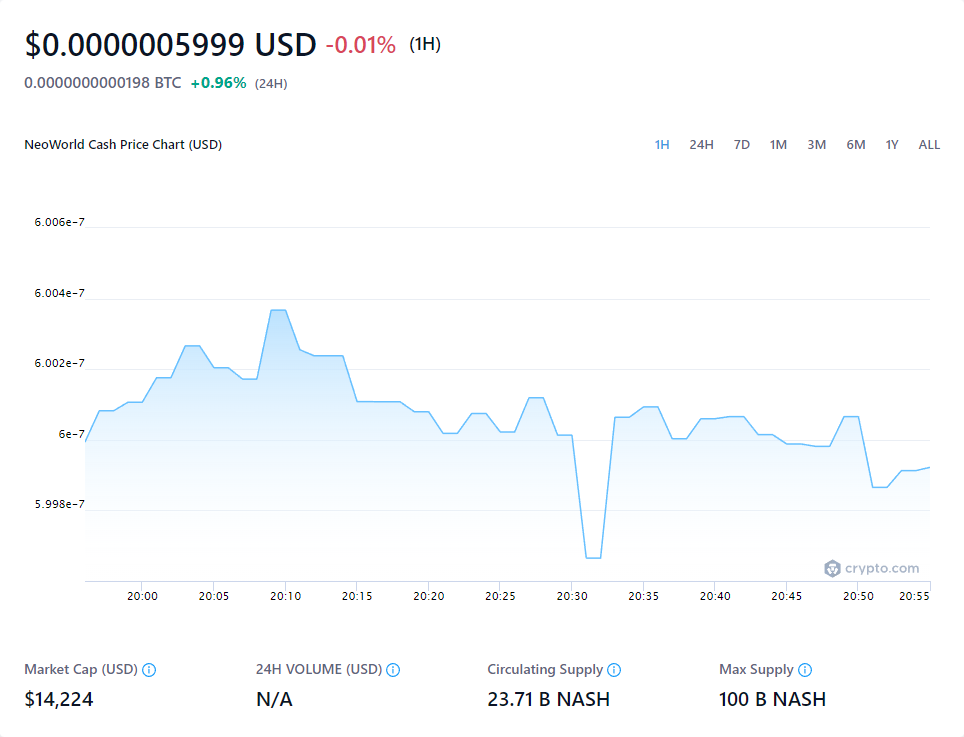 $0.0000005999 USD -0.01% (1H)
0.0000000000198 BTC +0.96% (24H)
NeoWorld Cash Price Chart (USD) 1H 24H 7D 1M 3M 6M 1Y ALL
6.006e-7
6.004e-7
6.002e-7
6e-7
5.998e-7
crypto.com
20:00 20:05 20:10 20:15 20:20 20:25 20:30 20:35 20:40 20:45 20:50 20:55
Market Cap (USD) 24H VOLUME (USD) Circulating Supply Max Supply
$14,224 N/A 23.71 B NASH 100 B NASH